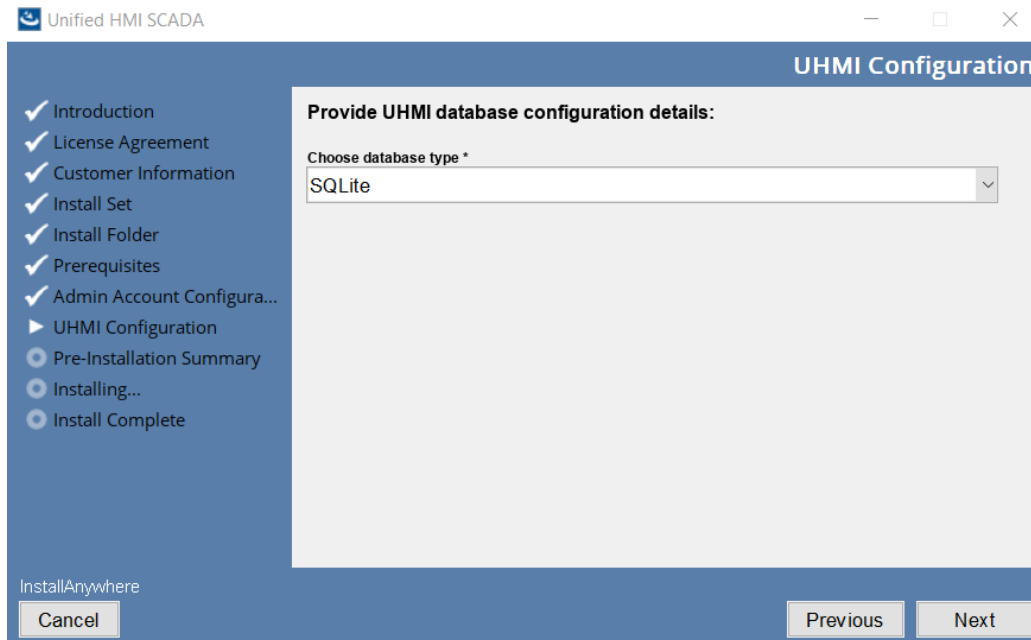 Unified HMI SCADA
UHMI Configuration
Introduction
License Agreement
Customer Information
Install Set
Install Folder
Prerequisites
Admin Account Configura...
UHMI Configuration
Pre-Installation Summary
Installing...
Install Complete
Provide UHMI database configuration details:
Choose database type *
SQLite
InstallAnywhere
Cancel
Previous
Next